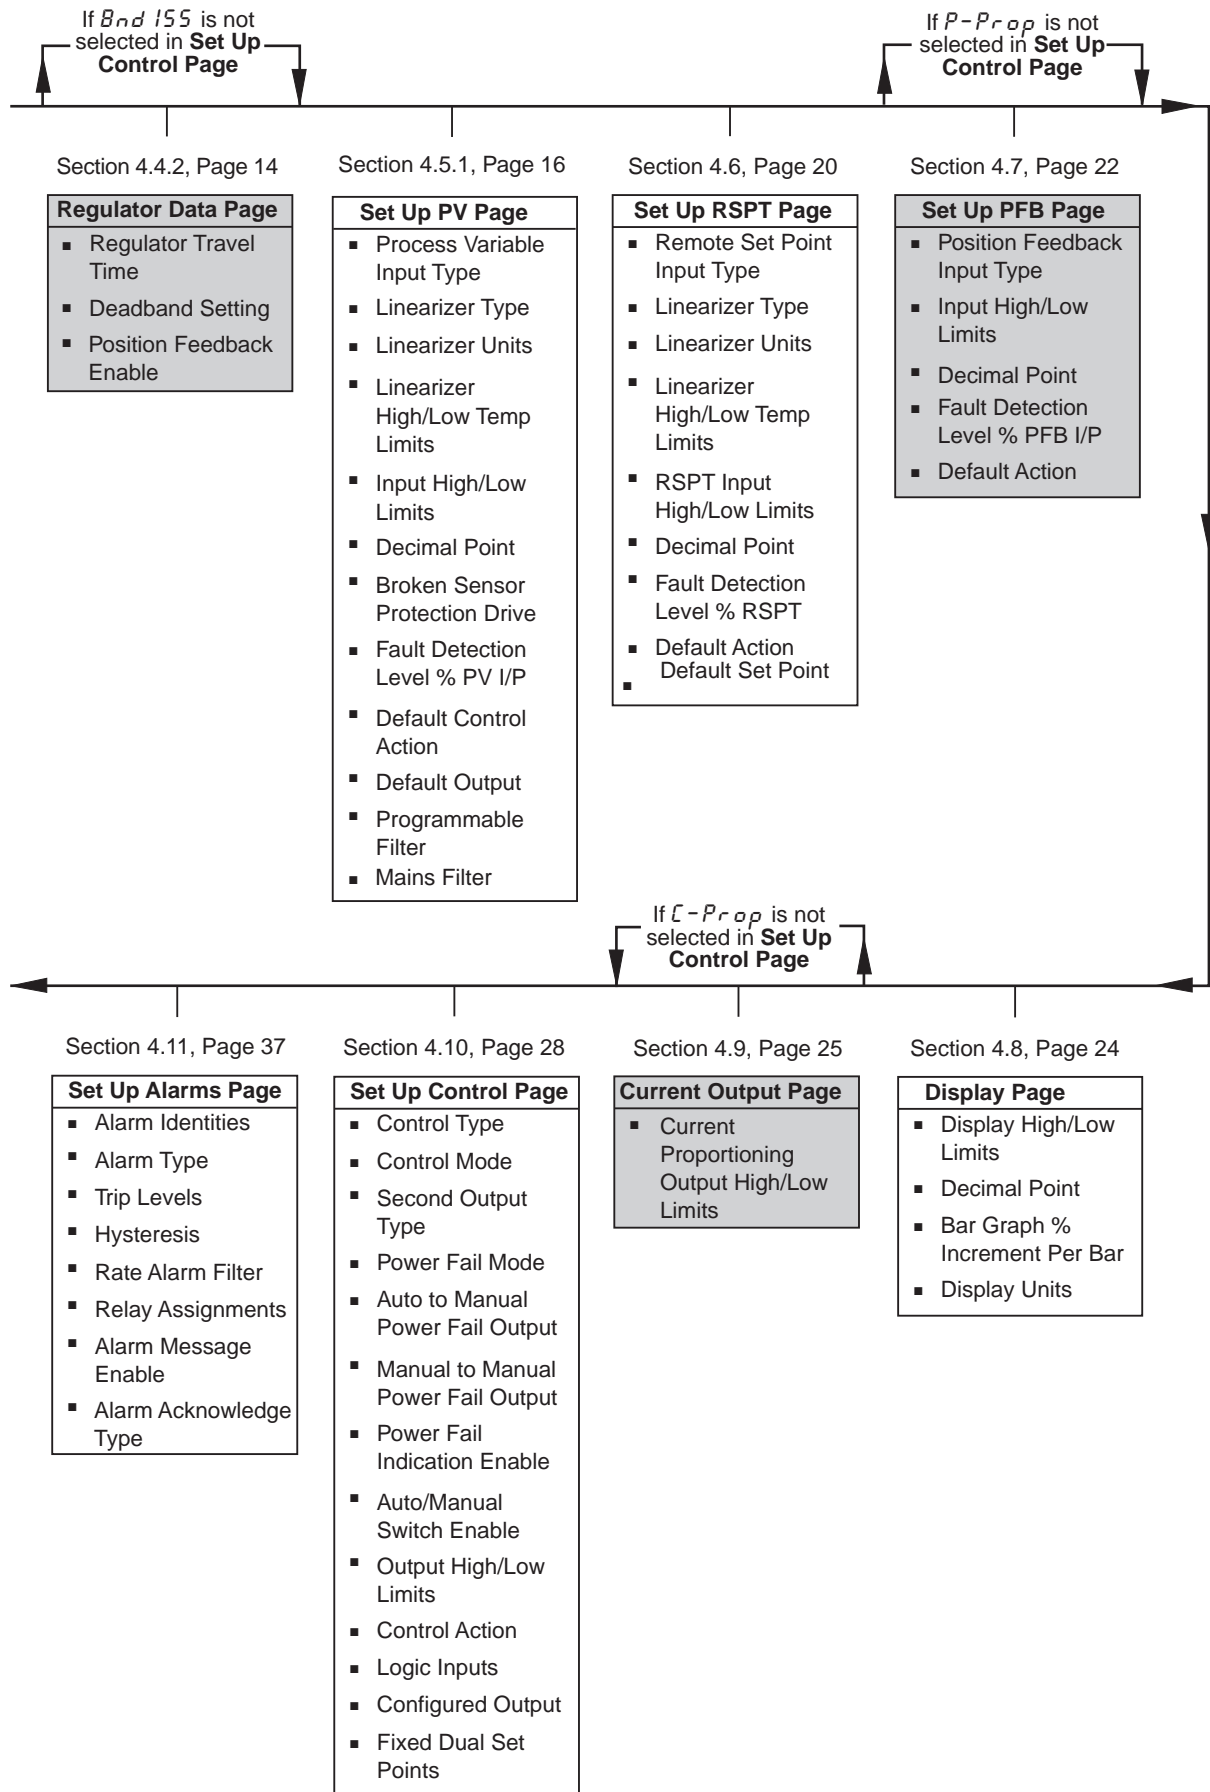 If Bnd 155 is not
selected in Set Up
Control Page
If P-Prop is not
selected in Set Up
Control Page
Section 4.4.2, Page 14
Regulator Data Page
▪ Regulator Travel
Time
▪ Deadband Setting
▪ Position Feedback
Enable
Section 4.5.1, Page 16
Set Up PV Page
▪ Process Variable
Input Type
▪ Linearizer Type
▪ Linearizer Units
▪ Linearizer
High/Low Temp
Limits
▪ Input High/Low
Limits
▪ Decimal Point
▪ Broken Sensor
Protection Drive
▪ Fault Detection
Level % PV I/P
▪ Default Control
Action
▪ Default Output
▪ Programmable
Filter
▪ Mains Filter
Section 4.6, Page 20
Set Up RSPT Page
▪ Remote Set Point
Input Type
▪ Linearizer Type
▪ Linearizer Units
▪ Linearizer
High/Low Temp
Limits
▪ RSPT Input
High/Low Limits
▪ Decimal Point
▪ Fault Detection
Level % RSPT
▪ Default Action
▪ Default Set Point
Section 4.7, Page 22
Set Up PFB Page
▪ Position Feedback
Input Type
▪ Input High/Low
Limits
▪ Decimal Point
▪ Fault Detection
Level % PFB I/P
▪ Default Action
If C-Prop is not
selected in Set Up
Control Page
Section 4.11, Page 37
Set Up Alarms Page
▪ Alarm Identities
▪ Alarm Type
▪ Trip Levels
▪ Hysteresis
▪ Rate Alarm Filter
▪ Relay Assignments
▪ Alarm Message
Enable
▪ Alarm Acknowledge
Type
Section 4.10, Page 28
Set Up Control Page
▪ Control Type
▪ Control Mode
▪ Second Output
Type
▪ Power Fail Mode
▪ Auto to Manual
Power Fail Output
▪ Manual to Manual
Power Fail Output
▪ Power Fail
Indication Enable
▪ Auto/Manual
Switch Enable
▪ Output High/Low
Limits
▪ Control Action
▪ Logic Inputs
▪ Configured Output
▪ Fixed Dual Set
Points
Section 4.9, Page 25
Current Output Page
▪ Current
Proportioning
Output High/Low
Limits
Section 4.8, Page 24
Display Page
▪ Display High/Low
Limits
▪ Decimal Point
▪ Bar Graph %
Increment Per Bar
▪ Display Units